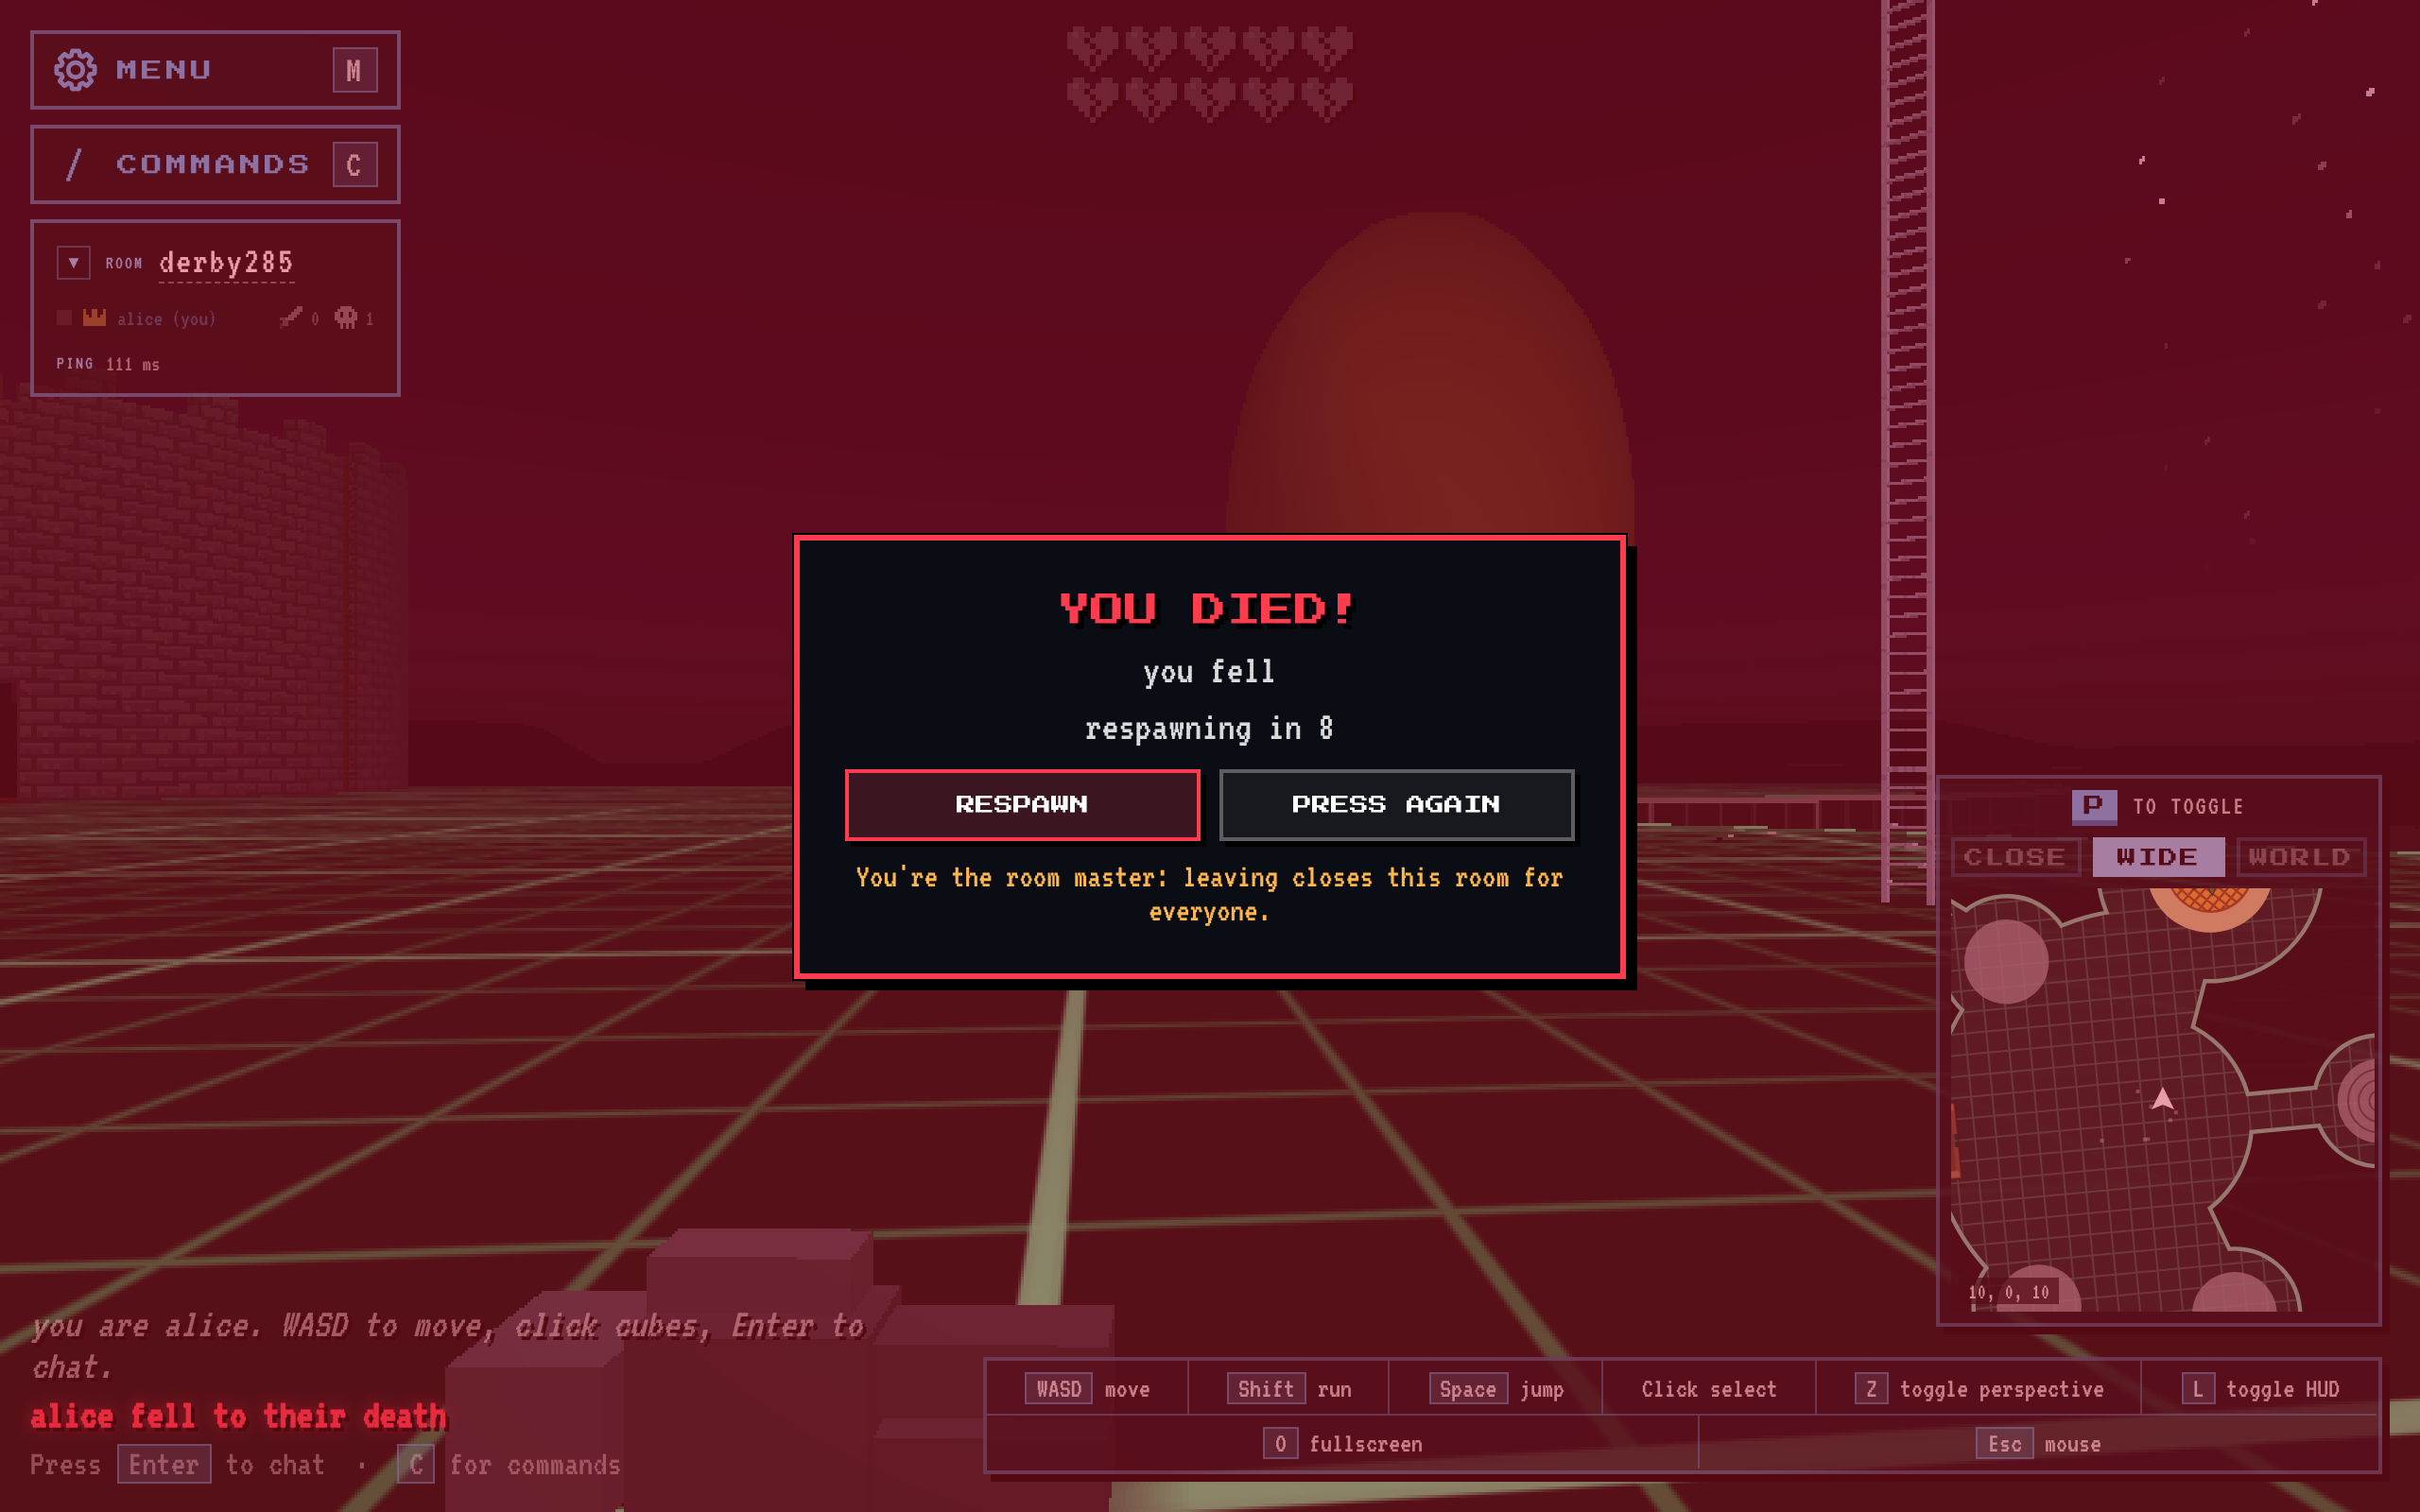 MENU M
/ COMMANDS C
▼ ROOM derby285
alice (you) 0 1
PING 111 ms
YOU DIED!
you fell
respawning in 8
RESPAWN PRESS AGAIN
You're the room master: leaving closes this room for
everyone.
P TO TOGGLE
CLOSE WIDE WORLD
10, 0, 10
you are alice. WASD to move, click cubes, Enter to
chat.
alice fell to their death
Press Enter to chat · C for commands
WASD move Shift run Space jump Click select Z toggle perspective L toggle HUD
O fullscreen Esc mouse